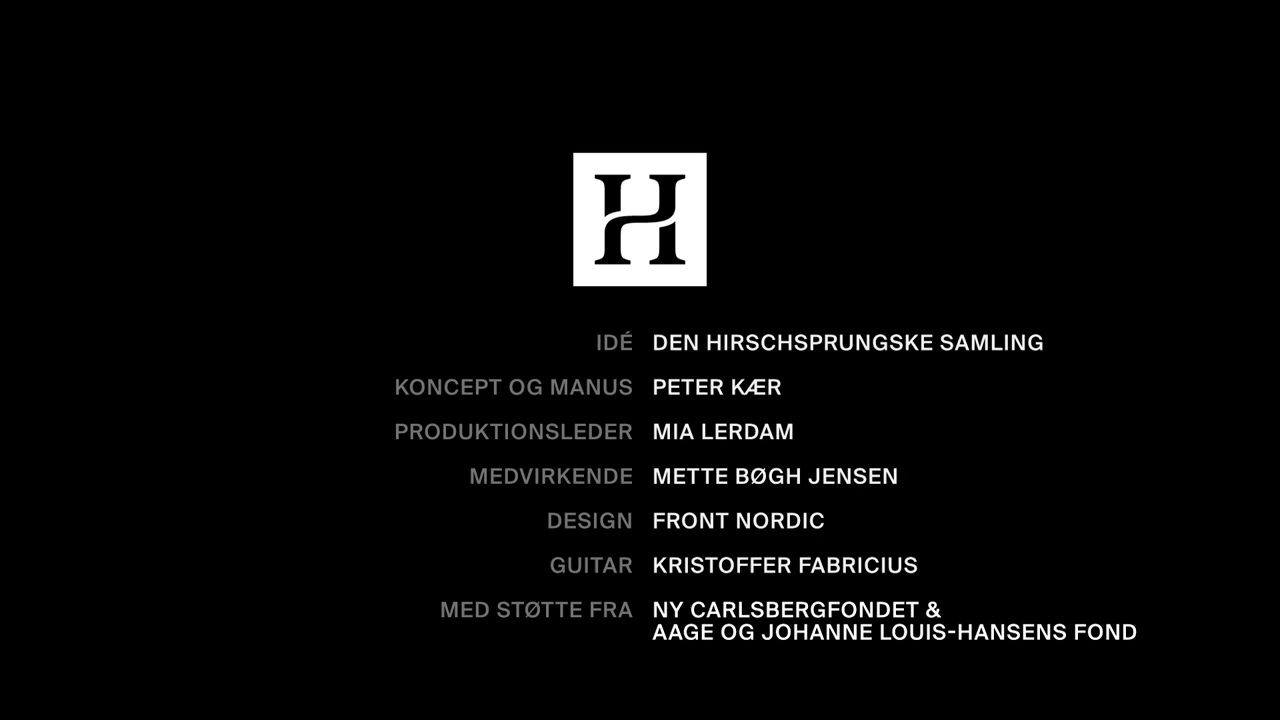 H
IDÉ DEN HIRSCHSPRUNGSKE SAMLING
KONCEPT OG MANUS PETER KÆR
PRODUKTIONSLEDER MIA LERDAM
MEDVIRKENDE METTE BØGH JENSEN
DESIGN FRONT NORDIC
GUITAR KRISTOFFER FABRICIUS
MED STØTTE FRA NY CARLSBERGFONDET &
AAGE OG JOHANNE LOUIS-HANSENS FOND